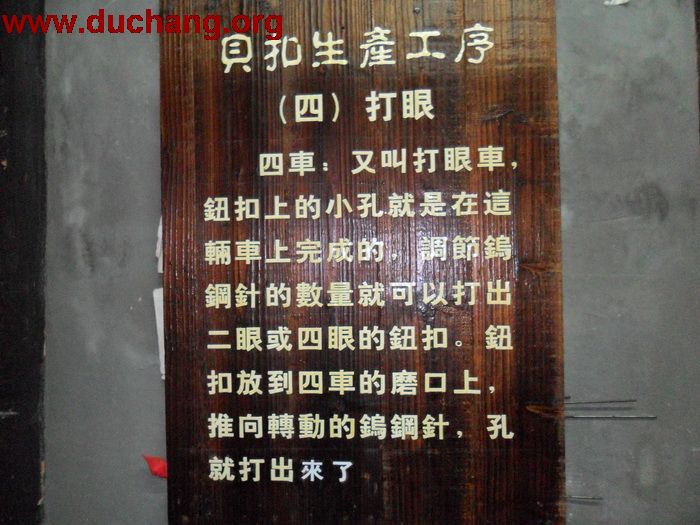 www.duchang.org
貝扣生產工序
（四）打眼
四車：又叫打眼車，
鈕扣上的小孔就是在這
輛車上完成的，調節鎢
鋼針的數量就可以打出
二眼或四眼的鈕扣。鈕
扣放到四車的磨口上，
推向轉動的鎢鋼針，孔
就打出來了